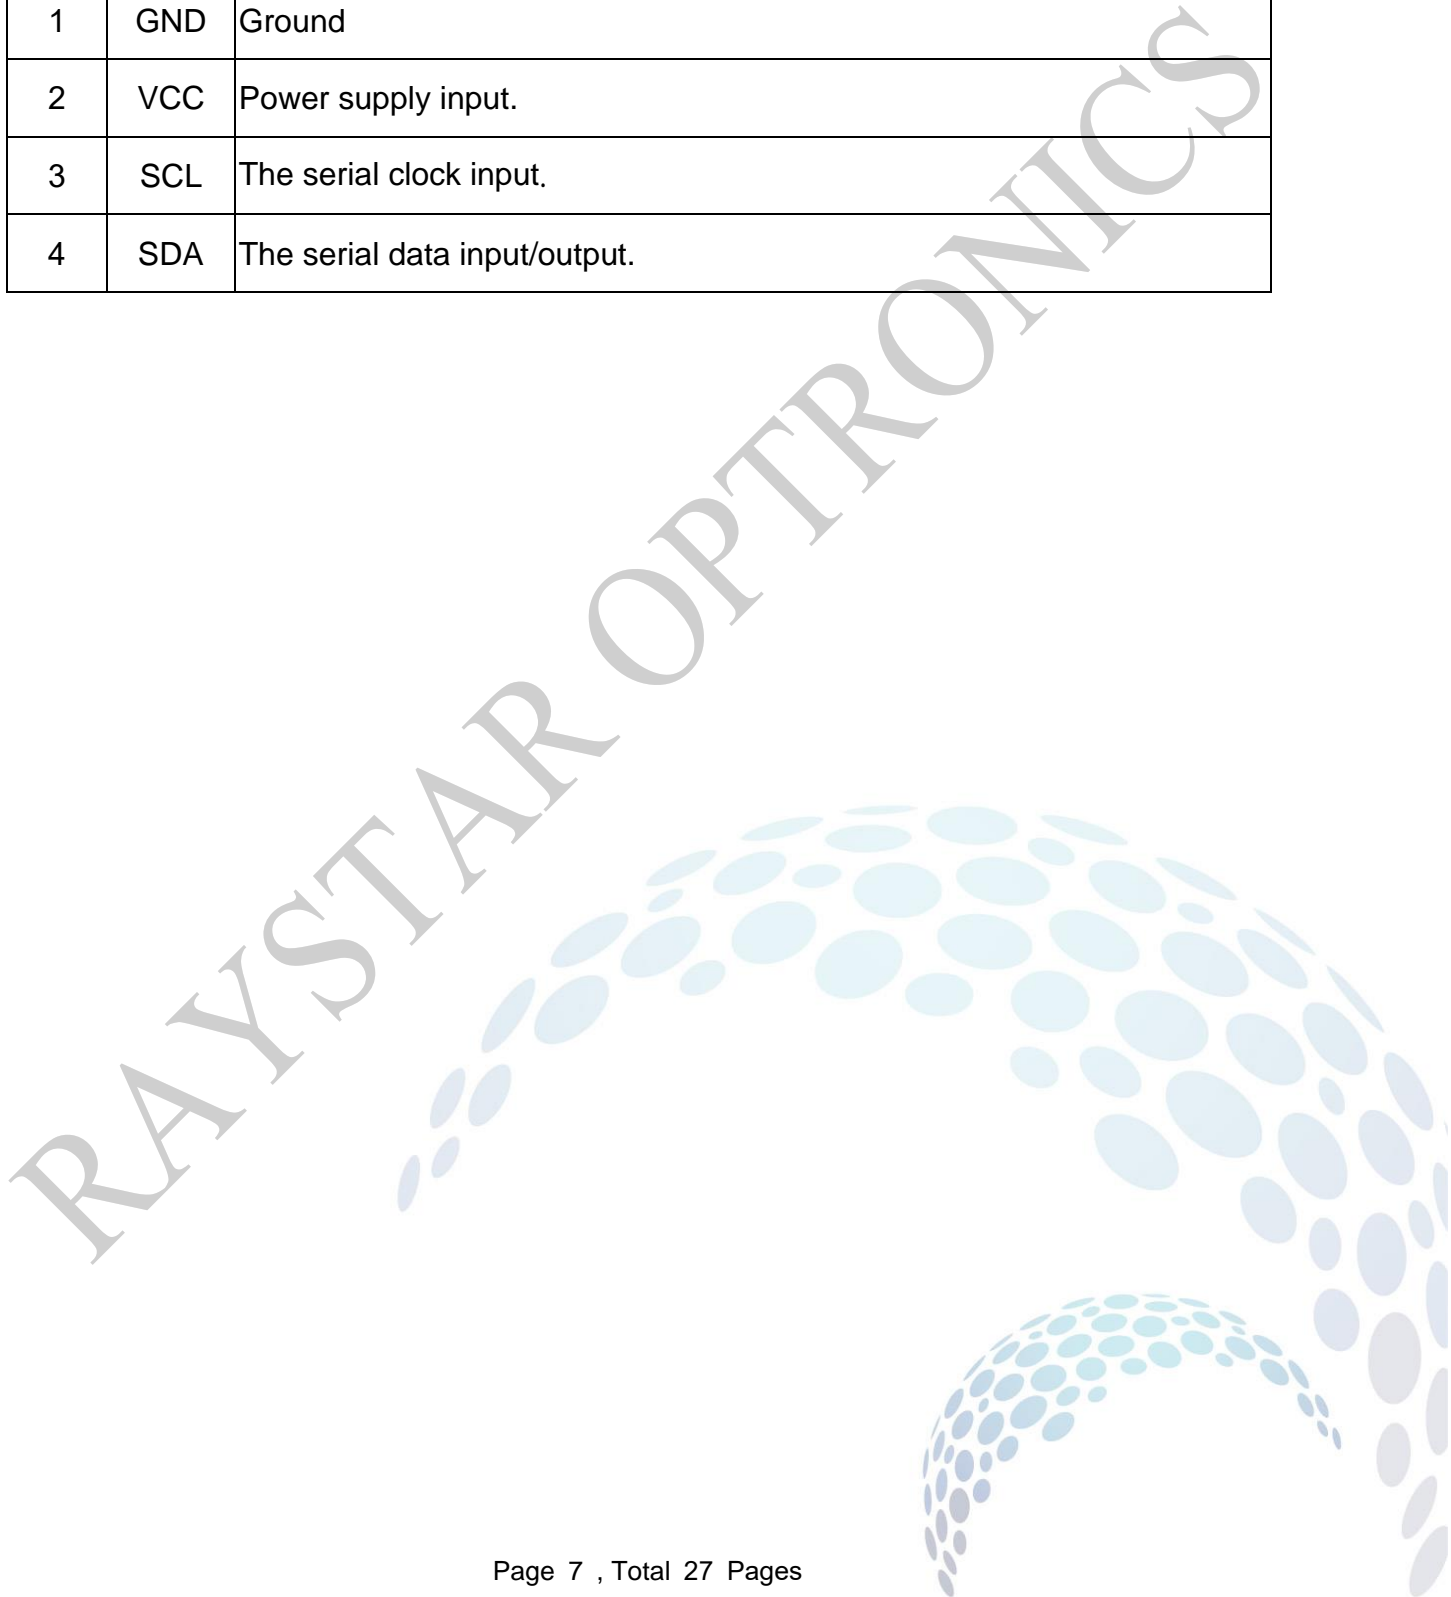 1 GND Ground
2 VCC Power supply input.
3 SCL The serial clock input.
4 SDA The serial data input/output.
RAYSTAR OPTRONICS
Page 7 , Total 27 Pages